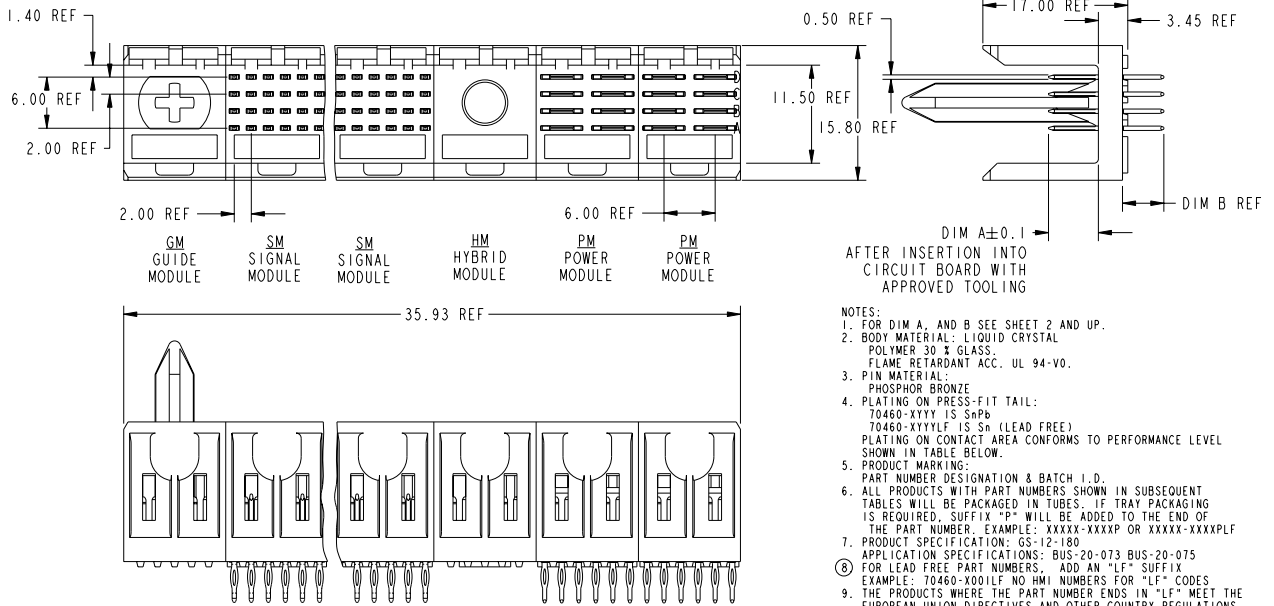 1.40 REF
6.00 REF
2.00 REF
2.00 REF
6.00 REF
11.50 REF
15.80 REF
0.50 REF
17.00 REF
3.45 REF
DIM B REF
DIM A±0.1
AFTER INSERTION INTO
CIRCUIT BOARD WITH
APPROVED TOOLING
GM
GUIDE
MODULE
SM
SIGNAL
MODULE
SM
SIGNAL
MODULE
HM
HYBRID
MODULE
PM
POWER
MODULE
PM
POWER
MODULE
35.93 REF
NOTES:
1. FOR DIM A, AND B SEE SHEET 2 AND UP.
2. BODY MATERIAL: LIQUID CRYSTAL
POLYMER 30 % GLASS.
FLAME RETARDANT ACC. UL 94-V0.
3. PIN MATERIAL:
PHOSPHOR BRONZE
4. PLATING ON PRESS-FIT TAIL:
70460-XYYY IS SnPb
70460-XYYYLF IS Sn (LEAD FREE)
PLATING ON CONTACT AREA CONFORMS TO PERFORMANCE LEVEL
SHOWN IN TABLE BELOW.
5. PRODUCT MARKING:
PART NUMBER DESIGNATION & BATCH I.D.
6. ALL PRODUCTS WITH PART NUMBERS SHOWN IN SUBSEQUENT
TABLES WILL BE PACKAGED IN TUBES. IF TRAY PACKAGING
IS REQUIRED, SUFFIX "P" WILL BE ADDED TO THE END OF
THE PART NUMBER. EXAMPLE: XXXXX-XXXXP OR XXXXX-XXXXPLF
7. PRODUCT SPECIFICATION: GS-12-180
APPLICATION SPECIFICATIONS: BUS-20-073 BUS-20-075
8 FOR LEAD FREE PART NUMBERS, ADD AN "LF" SUFFIX
EXAMPLE: 70460-X001LF NO HMI NUMBERS FOR "LF" CODES
9. THE PRODUCTS WHERE THE PART NUMBER ENDS IN "LF" MEET THE
EUROPEAN UNION DIRECTIVES AND OTHER COUNTRY REGULATIONS